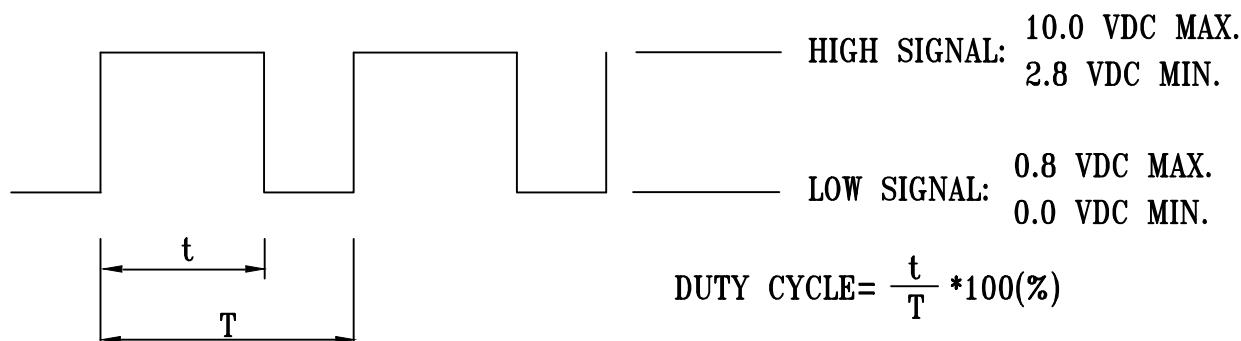 HIGH SIGNAL: 10.0 VDC MAX.
2.8 VDC MIN.
LOW SIGNAL: 0.8 VDC MAX.
0.0 VDC MIN.
t
T
DUTY CYCLE= t/T *100(%)